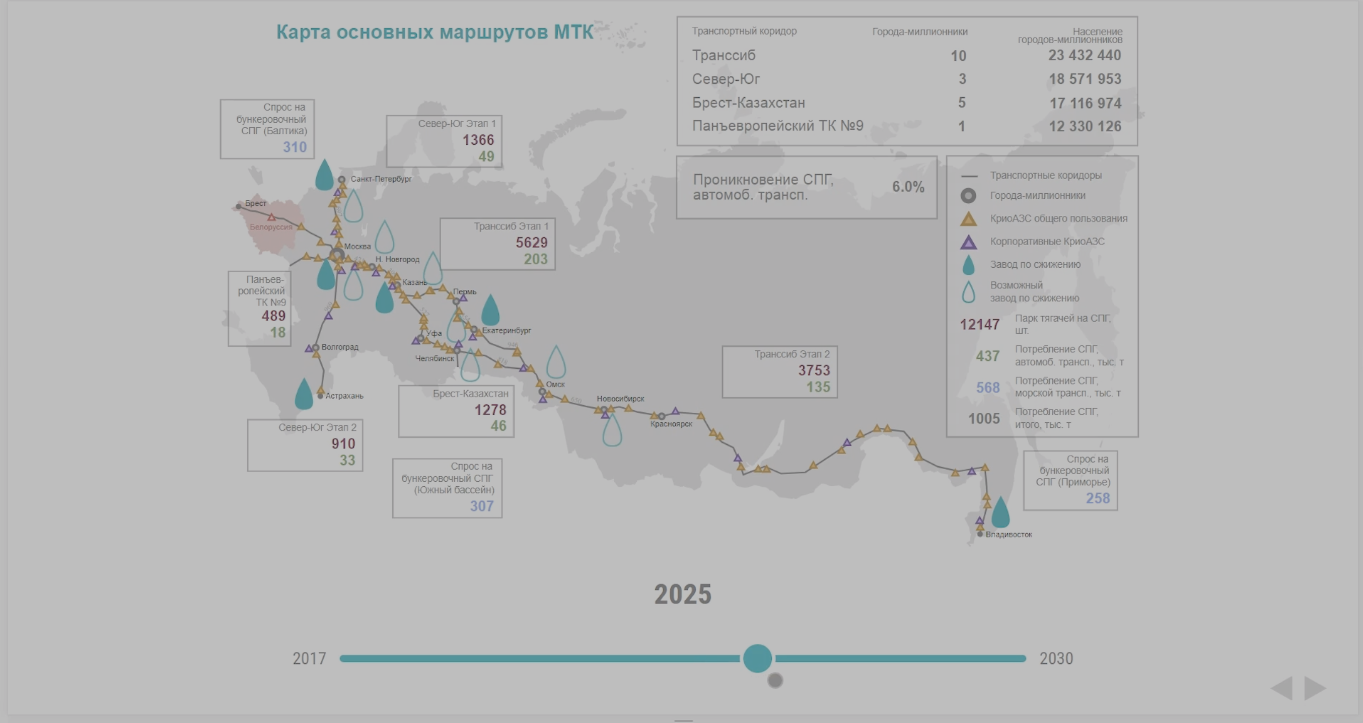 Карта основных маршрутов МТК
Транспортный коридор Города-миллионники Население
городов-миллионников
Транссиб 10 23 432 440
Север-Юг 3 18 571 953
Брест-Казахстан 5 17 116 974
Панъевропейский ТК №9 1 12 330 126
Проникновение СПГ,
автомоб. трансп.
6.0%
Транспортные коридоры
Города-миллионники
КриоАЗС общего пользования
Корпоративные КриоАЗС
Завод по сжижению
Возможный
завод по сжижению
12147 Парк тягачей на СПГ,
шт.
437 Потребление СПГ,
автомоб. трансп., тыс. т
568 Потребление СПГ,
морской трансп., тыс. т
1005 Потребление СПГ,
итого, тыс. т
Спрос на
бункеровочный
СПГ (Балтика)
310
Север-Юг Этап 1
1366
49
Санкт-Петербург
Брест
Белоруссия
Москва
Транссиб Этап 1
5629
203
Н. Новгород
Казань
Пермь
Панъев-
ропейский
ТК №9
489
18
Екатеринбург
Уфа
Челябинск
Волгоград
Астрахань
Омск
Новосибирск
Красноярск
Транссиб Этап 2
3753
135
Брест-Казахстан
1278
46
Север-Юг Этап 2
910
33
Спрос на
бункеровочный СПГ
(Южный бассейн)
307
Спрос на
бункеровочный
СПГ (Приморье)
258
Владивосток
2025
2017
2030